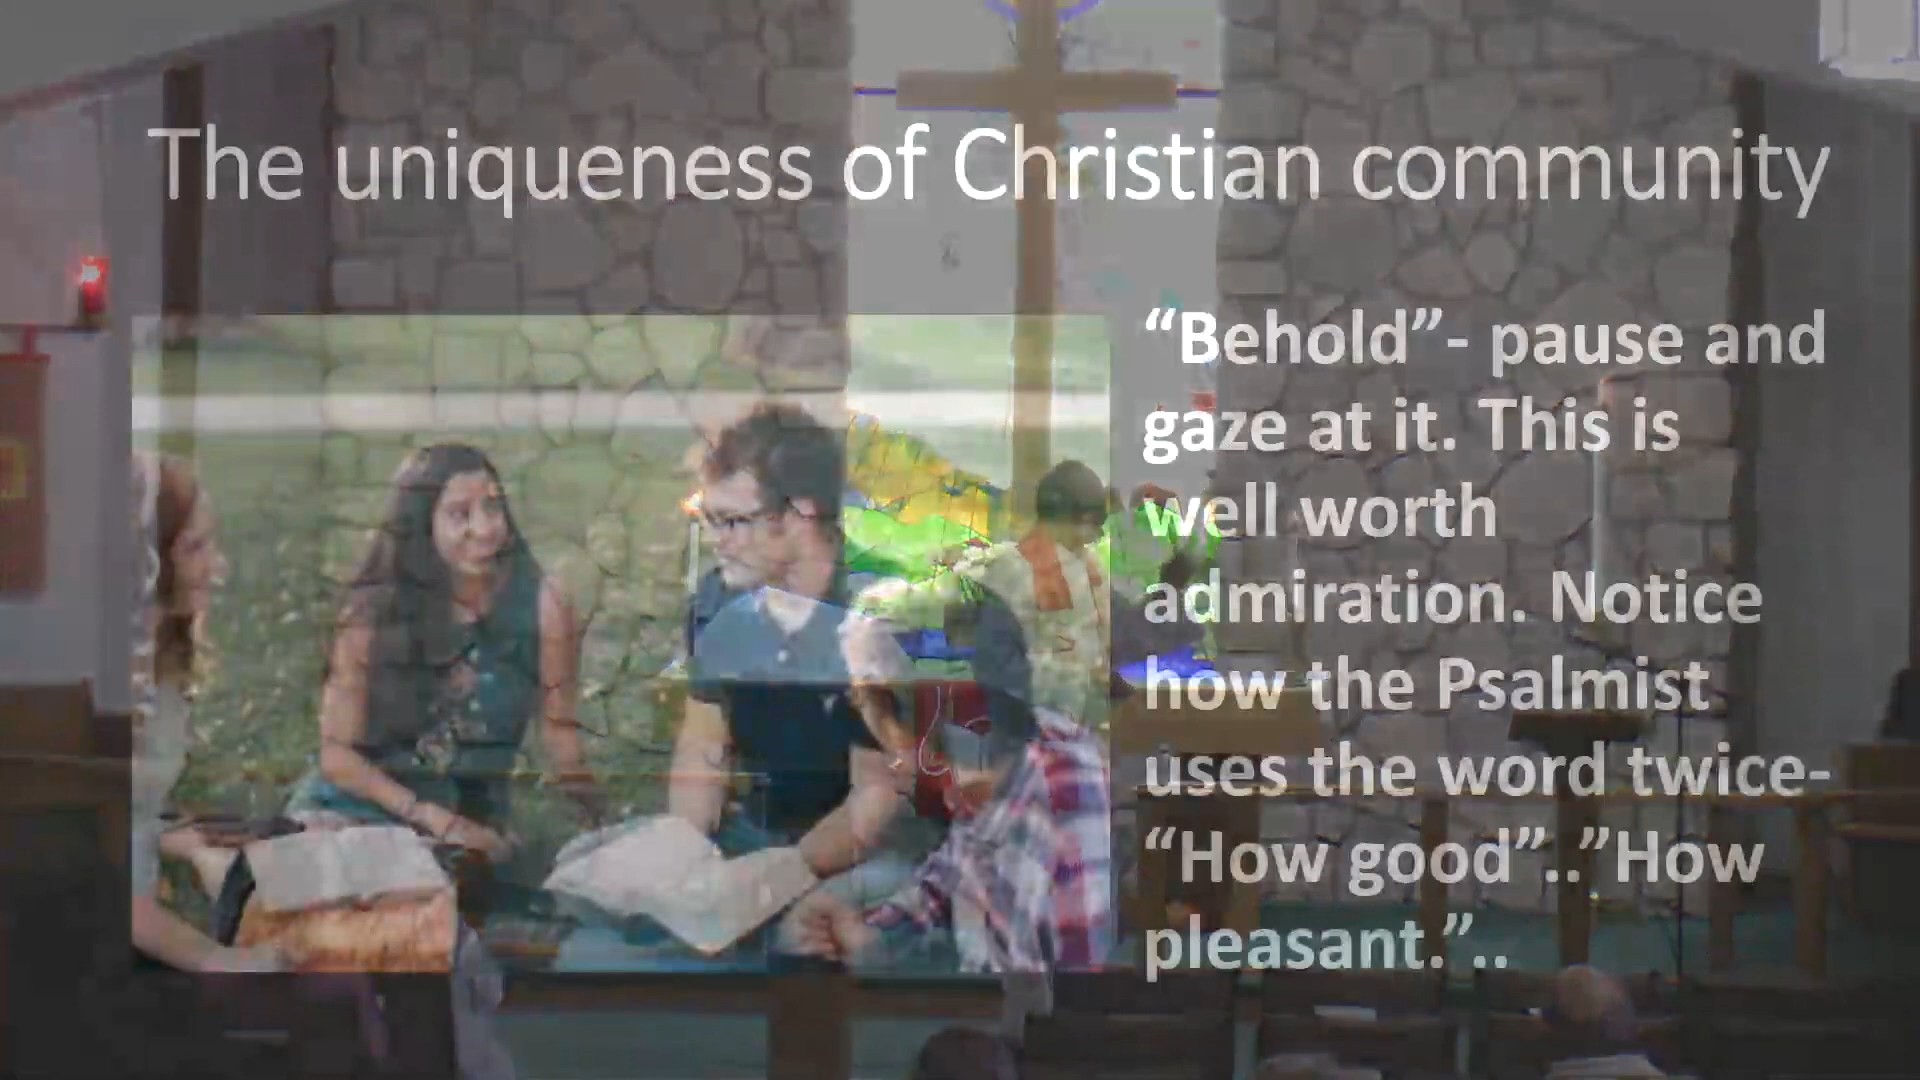 The uniqueness of Christian community
“Behold”- pause and
gaze at it. This is
well worth
admiration. Notice
how the Psalmist
uses the word twice-
“How good”..”How
pleasant.”..